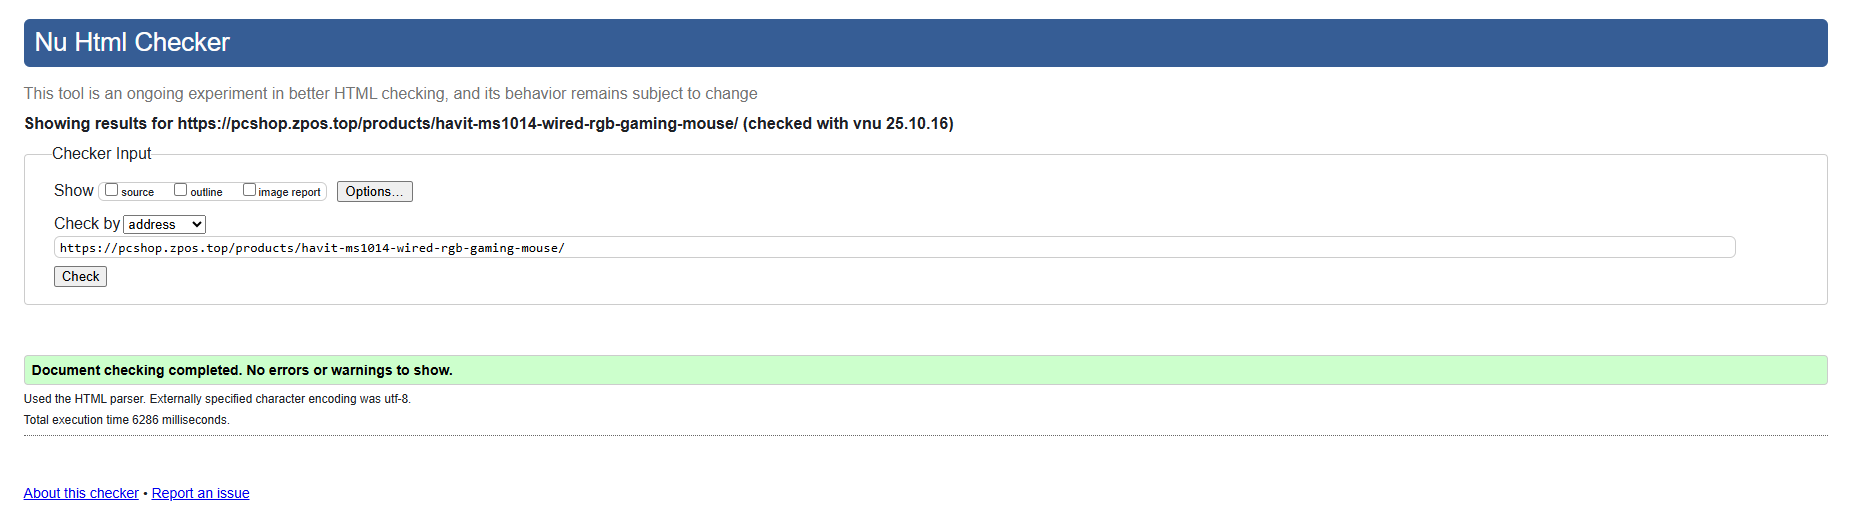 Nu Html Checker
This tool is an ongoing experiment in better HTML checking, and its behavior remains subject to change
Showing results for https://pcshop.zpos.top/products/havit-ms1014-wired-rgb-gaming-mouse/ (checked with vnu 25.10.16)
Checker Input
Show source outline image report Options...
Check by address
https://pcshop.zpos.top/products/havit-ms1014-wired-rgb-gaming-mouse/
Check
Document checking completed. No errors or warnings to show.
Used the HTML parser. Externally specified character encoding was utf-8.
Total execution time 6286 milliseconds.
About this checker • Report an issue